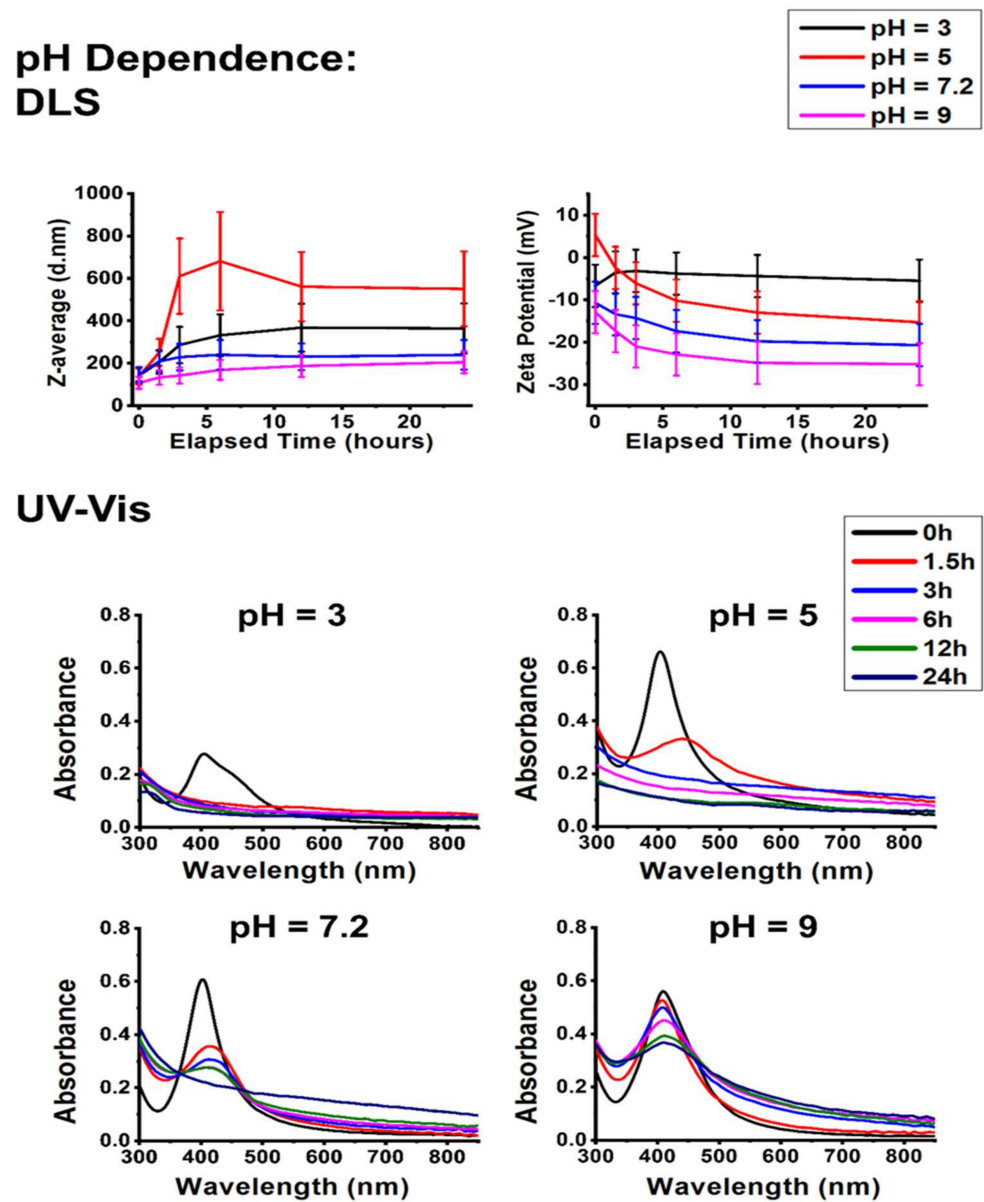 pH Dependence:
DLS
pH = 3
pH = 5
pH = 7.2
pH = 9
Z-average (d.nm)
1000
800
600
400
200
0
0 5 10 15 20
Elapsed Time (hours)
Zeta Potential (mV)
10
0
-10
-20
-30
0 5 10 15 20
Elapsed Time (hours)
UV-Vis
0h
1.5h
3h
6h
12h
24h
pH = 3
Absorbance
0.8
0.6
0.4
0.2
0.0
300 400 500 600 700 800
Wavelength (nm)
pH = 5
Absorbance
0.8
0.6
0.4
0.2
0.0
300 400 500 600 700 800
Wavelength (nm)
pH = 7.2
Absorbance
0.8
0.6
0.4
0.2
0.0
300 400 500 600 700 800
Wavelength (nm)
pH = 9
Absorbance
0.8
0.6
0.4
0.2
0.0
300 400 500 600 700 800
Wavelength (nm)